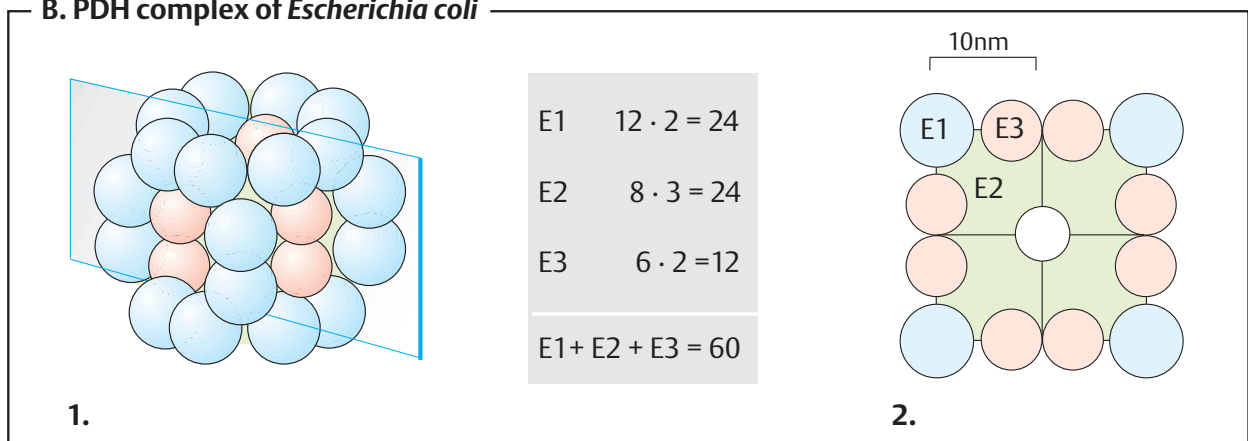 B. PDH complex of Escherichia coli
10nm
E1 12 · 2 = 24
E2 8 · 3 = 24
E3 6 · 2 =12
E1+ E2 + E3 = 60
E1 E3
E2
1.
2.